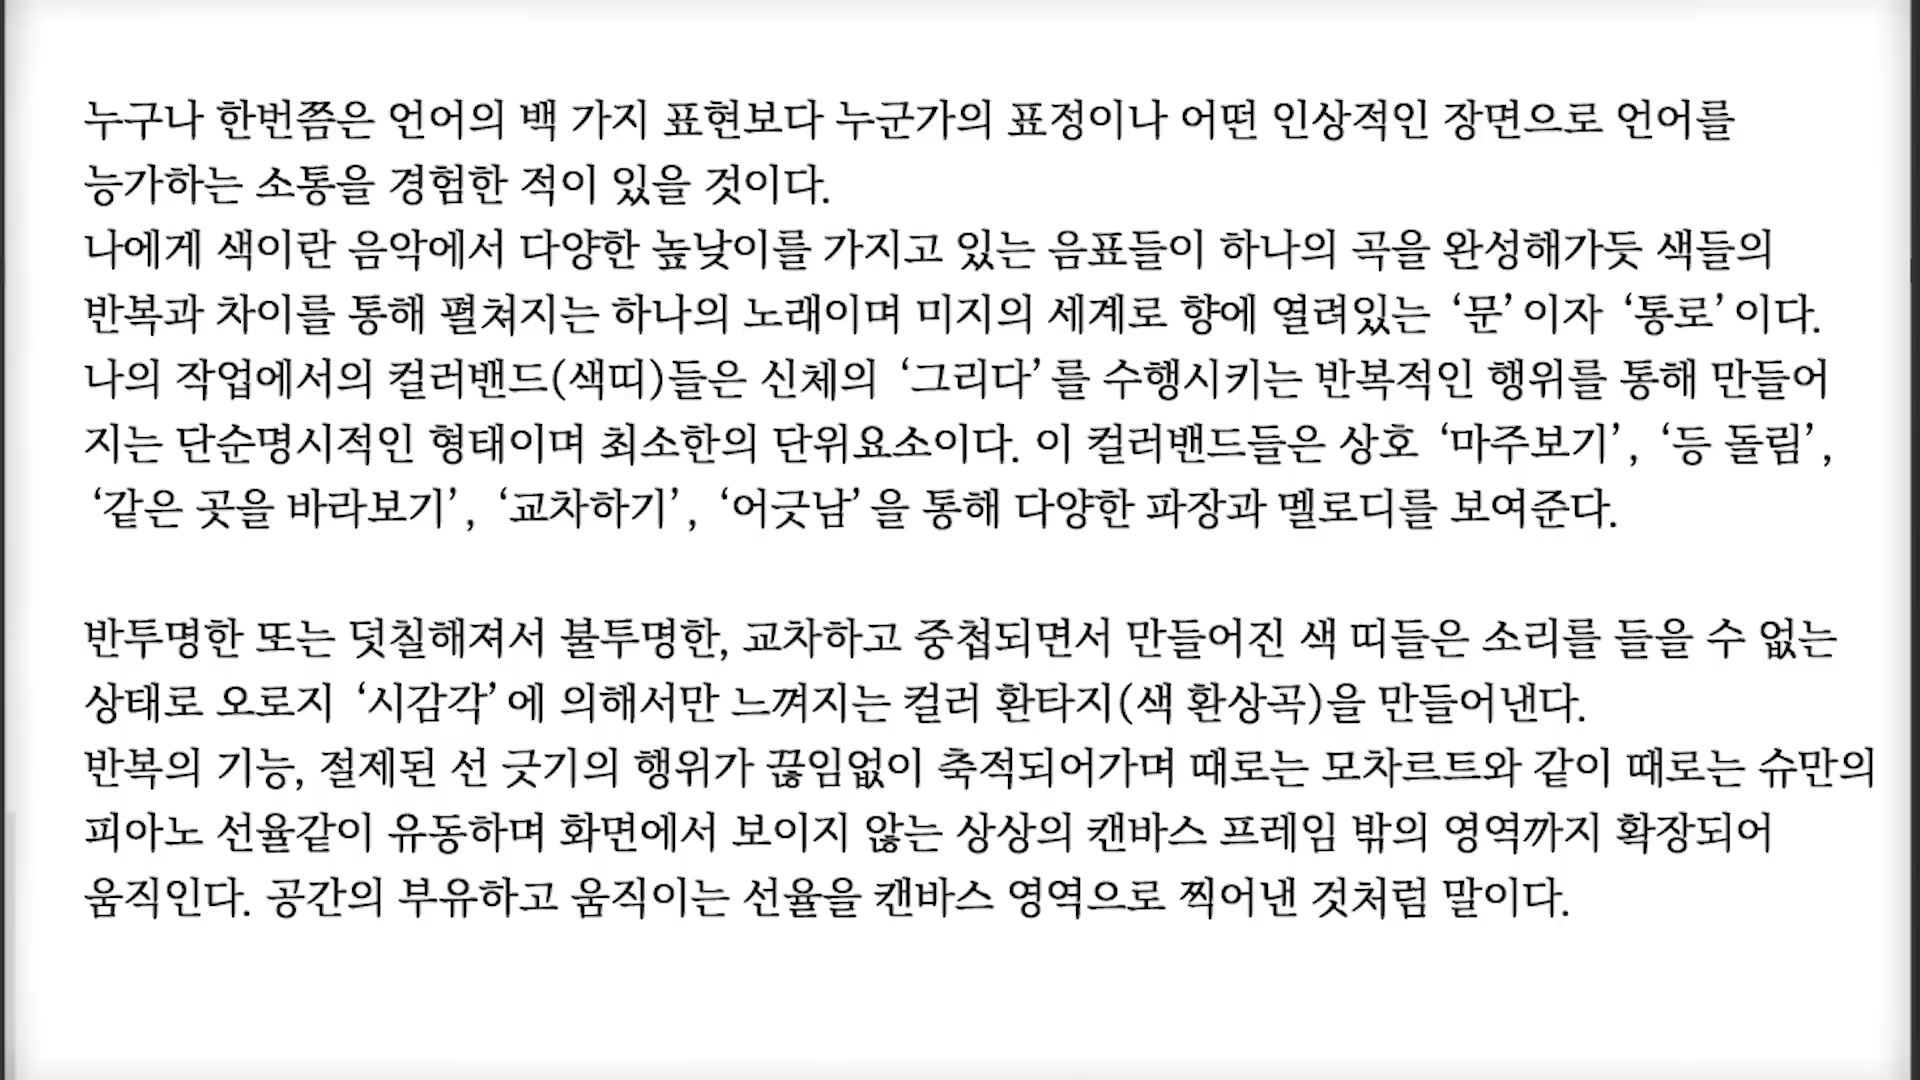 누구나 한번쯤은 언어의 백 가지 표현보다 누군가의 표정이나 어떤 인상적인 장면으로 언어를
능가하는 소통을 경험한 적이 있을 것이다.
나에게 색이란 음악에서 다양한 높낮이를 가지고 있는 음표들이 하나의 곡을 완성해가듯 색들의
반복과 차이를 통해 펼쳐지는 하나의 노래이며 미지의 세계로 향에 열려있는 ‘문’이자 ‘통로’이다.
나의 작업에서의 컬러밴드(색띠)들은 신체의 ‘그리다’를 수행시키는 반복적인 행위를 통해 만들어
지는 단순명시적인 형태이며 최소한의 단위요소이다. 이 컬러밴드들은 상호 ‘마주보기’, ‘등 돌림’,
‘같은 곳을 바라보기’, ‘교차하기’, ‘어긋남’을 통해 다양한 파장과 멜로디를 보여준다.
반투명한 또는 덧칠해져서 불투명한, 교차하고 중첩되면서 만들어진 색 띠들은 소리를 들을 수 없는
상태로 오로지 ‘시감각’에 의해서만 느껴지는 컬러 환타지(색 환상곡)을 만들어낸다.
반복의 기능, 절제된 선 긋기의 행위가 끊임없이 축적되어가며 때로는 모차르트와 같이 때로는 슈만의
피아노 선율같이 유동하며 화면에서 보이지 않는 상상의 캔바스 프레임 밖의 영역까지 확장되어
움직인다. 공간의 부유하고 움직이는 선율을 캔바스 영역으로 찍어낸 것처럼 말이다.